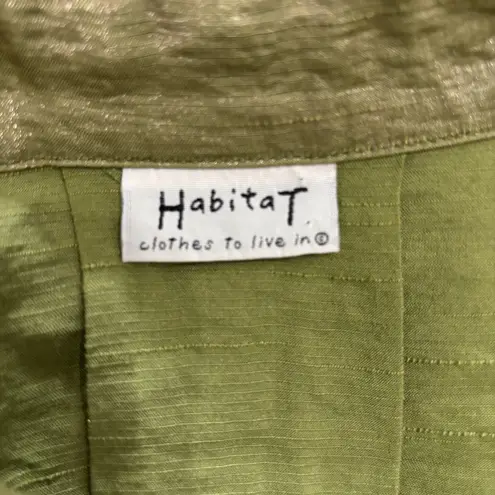 HabitaT
clothes to live in ©